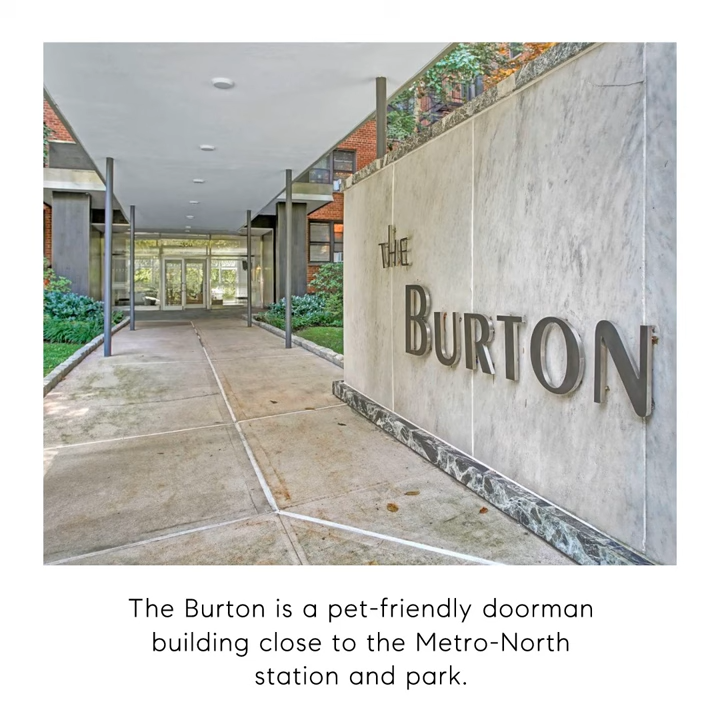 THE
BURTON
The Burton is a pet-friendly doorman
building close to the Metro-North
station and park.